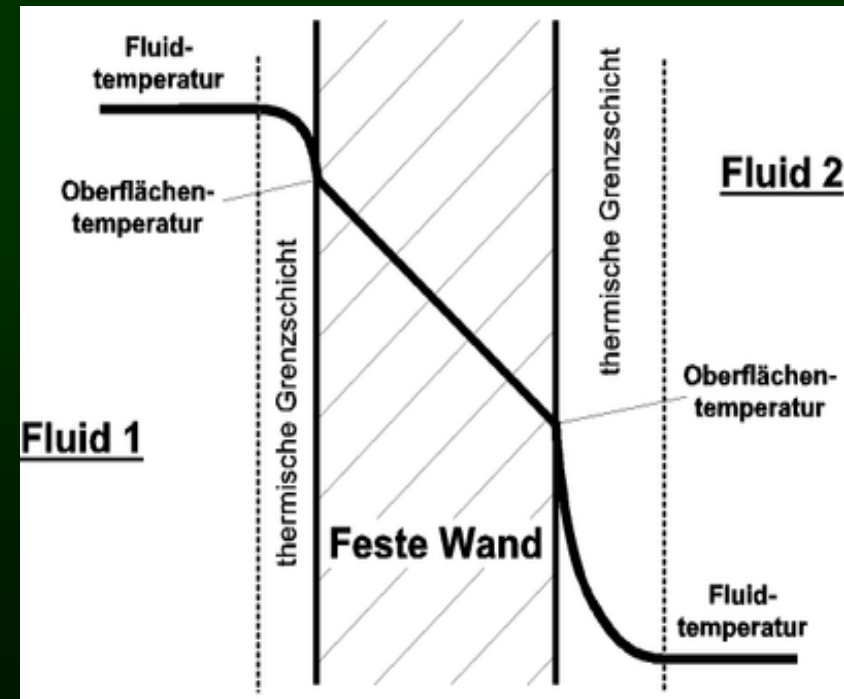 Fluid-
temperatur
Oberflächen-
temperatur
Fluid 1
thermische Grenzschicht
Feste Wand
thermische Grenzschicht
Fluid 2
Oberflächen-
temperatur
Fluid-
temperatur